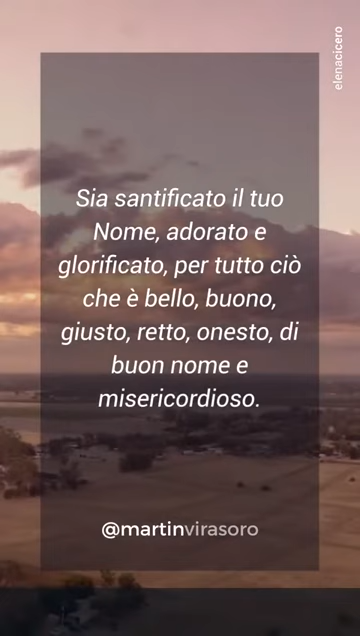 elenacicero
Sia santificato il tuo
Nome, adorato e
glorificato, per tutto ciò
che è bello, buono,
giusto, retto, onesto, di
buon nome e
misericordioso.
@martinvirasoro